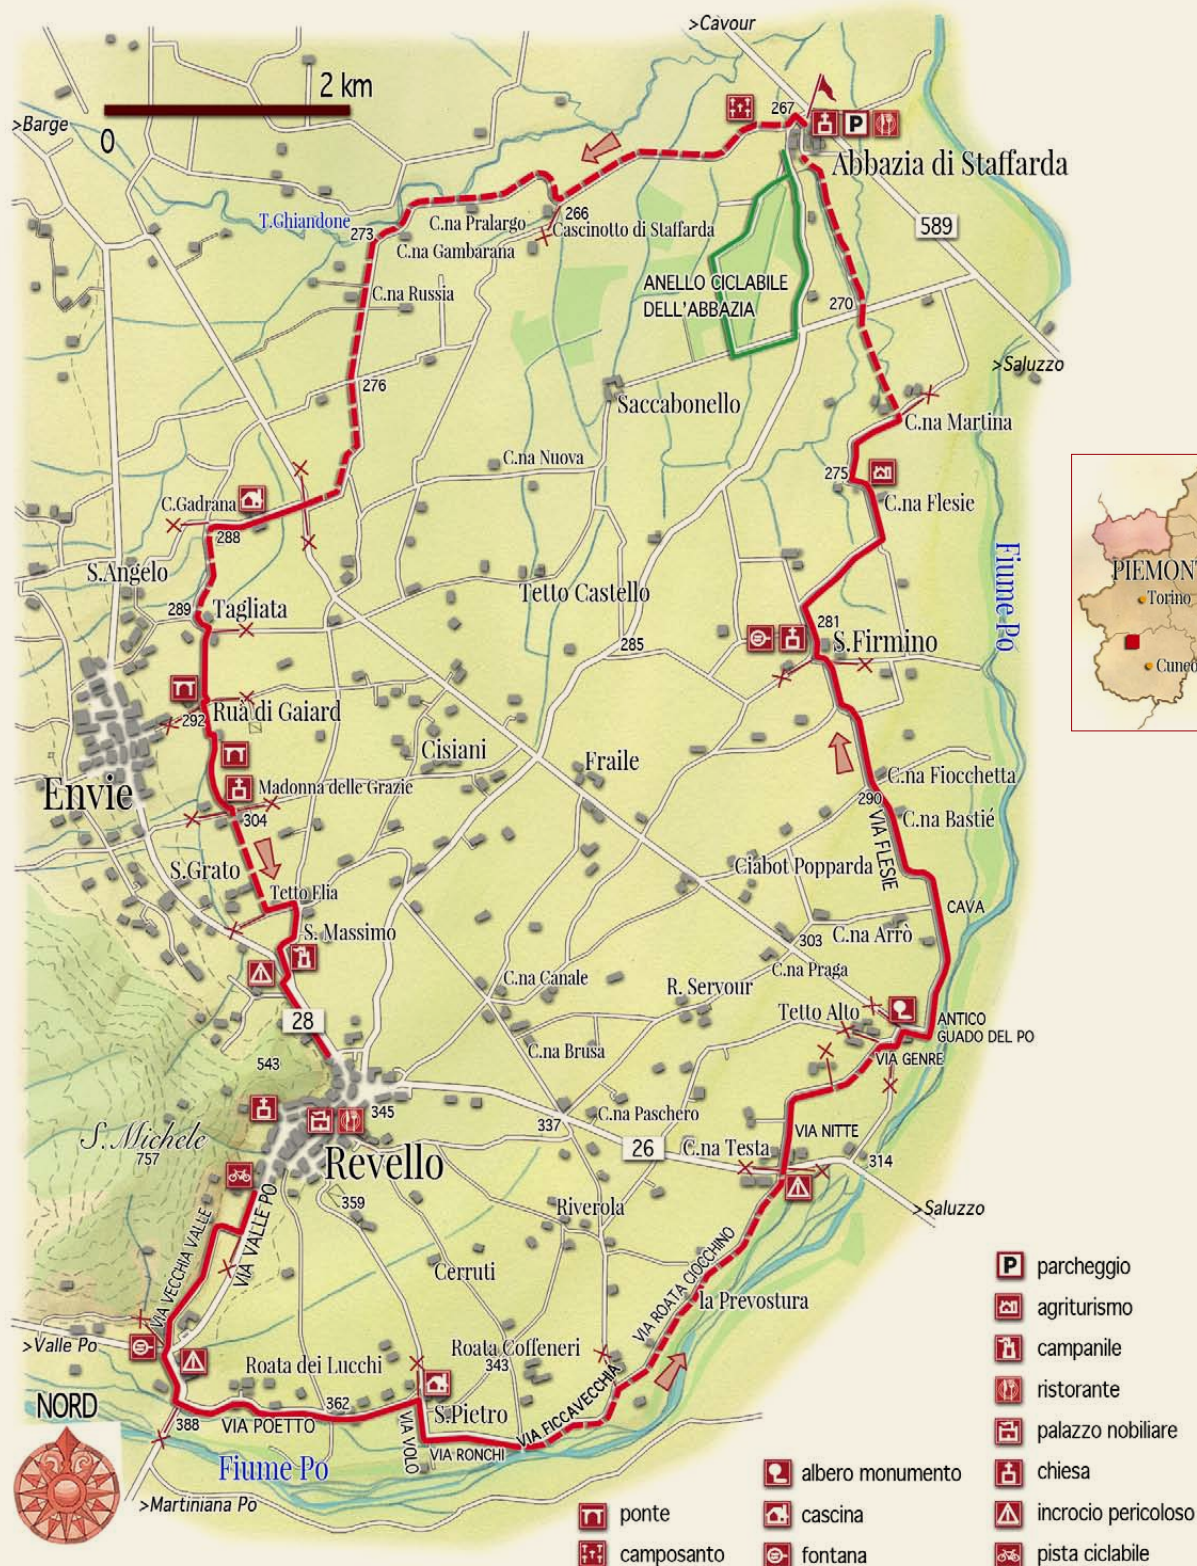 >Cavour
2 km
0
>Barge
267
P
Abbazia di Staffarda
T.Ghiandone
273
C.na Pralargo
266
Cascinotto di Staffarda
C.na Gambarana
589
ANELLO CICLABILE
DELL'ABBAZIA
270
C.na Russia
>Saluzzo
276
Saccabonello
C.na Martina
C.na Nuova
275
C.na Flesie
C.Gadrana
288
S.Angelo
Tetto Castello
Fiume Po
PIEMONT
Torino
Cuneo
289
Tagliata
281
S.Firmino
285
292
Ruà di Gaiard
Cisiani
Fraile
Envie
Madonna delle Grazie
304
C.na Fiocchetta
290
VIA FLESIE
C.na Bastié
S.Grato
Tetto Elia
Ciabot Popparda
CAVA
S. Massimo
303
C.na Arrò
C.na Praga
C.na Canale
R. Servour
Tetto Alto
ANTICO
GUADO DEL PO
28
C.na Brusa
VIA GENRE
543
345
337
C.na Paschero
VIA NITTE
S. Michele
757
Revello
26
C.na Testa
314
359
Riverola
>Saluzzo
VIA VECCHIA VALLE
VIA VALLE PO
Cerruti
VIA ROATA CIOCCHINO
la Prevostura
>Valle Po
Roata dei Lucchi
Roata Coffeneri
343
NORD
388
VIA POETTO
362
S.Pietro
VIA VOLO
VIA RONCHI
VIA FICCAVECCHIA
Fiume Po
>Martiniana Po
P parcheggio
agriturismo
campanile
ristorante
palazzo nobiliare
albero monumento
chiesa
ponte
cascina
incrocio pericoloso
camposanto
fontana
pista ciclabile